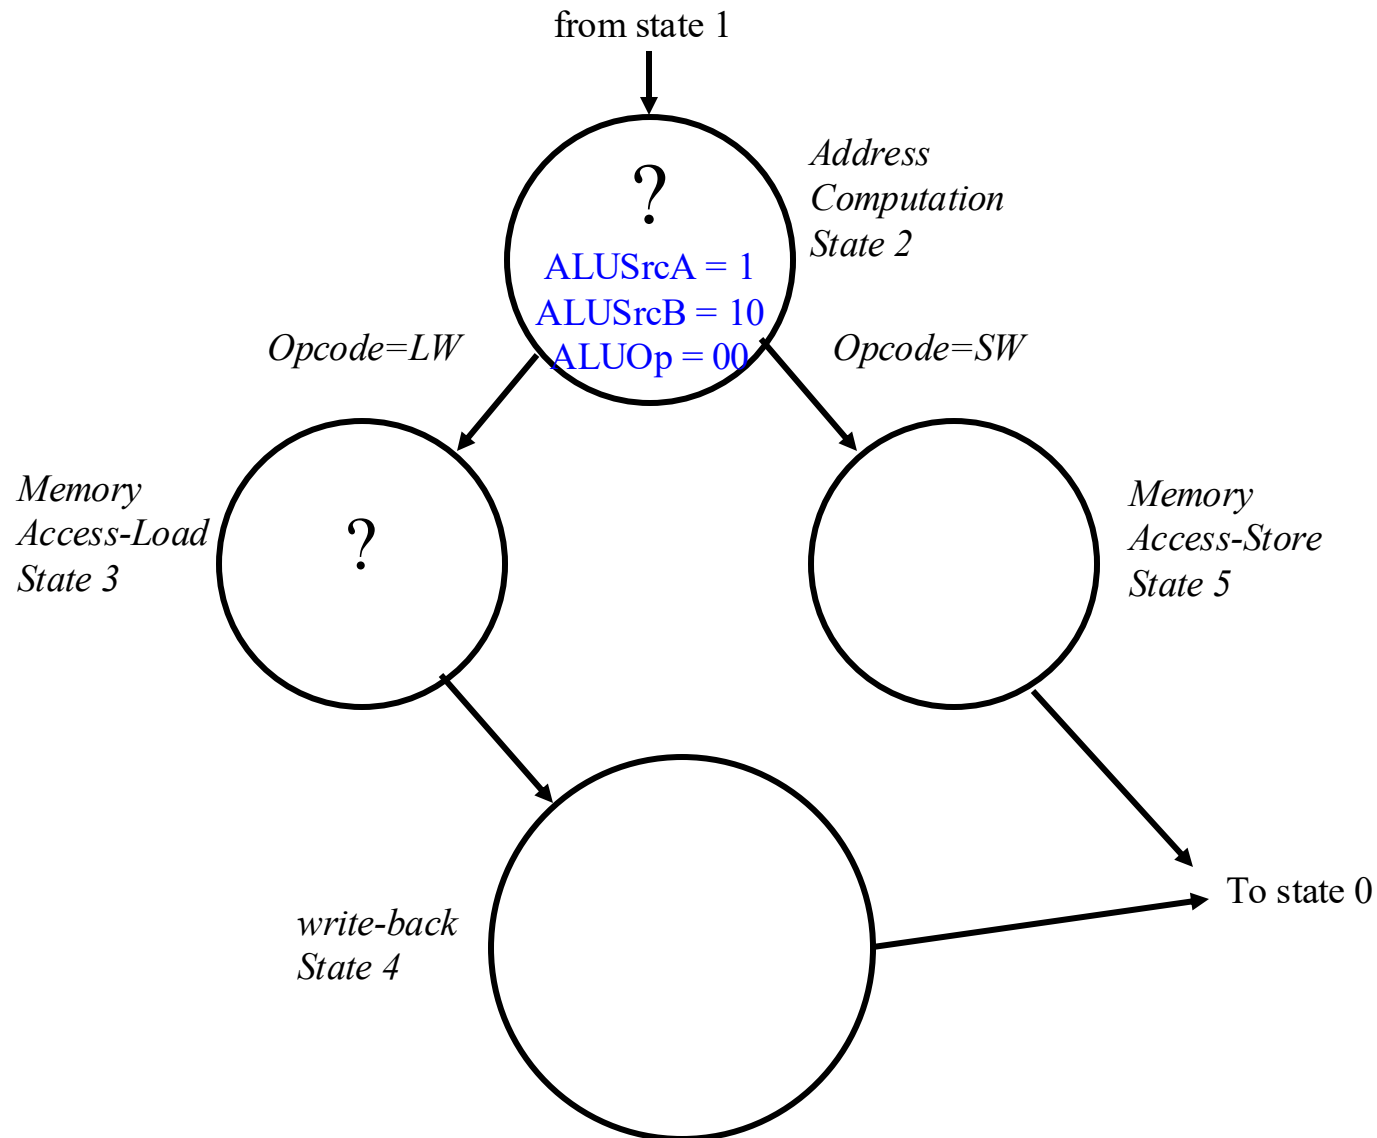 from state 1
?
Address
Computation
State 2
ALUSrcA = 1
ALUSrcB = 10
ALUOp = 00
Opcode=LW
Opcode=SW
Memory
Access-Load
State 3
?
Memory
Access-Store
State 5
write-back
State 4
To state 0